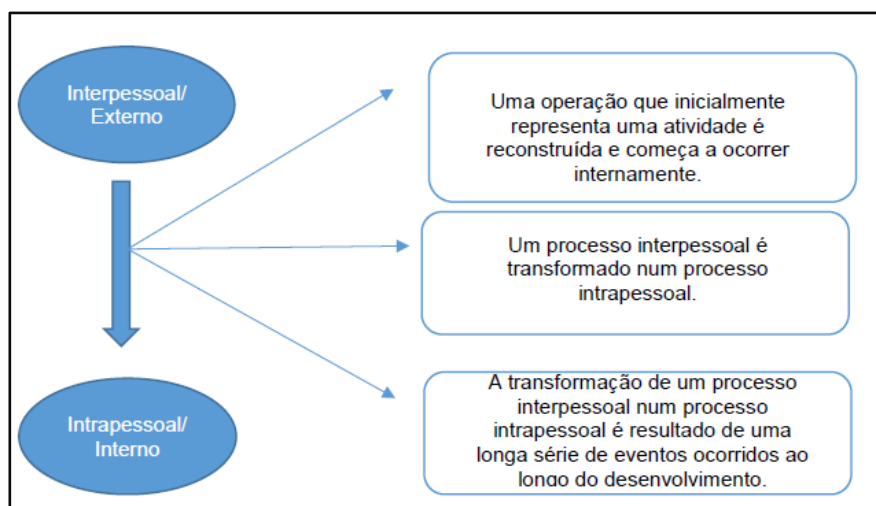 Interpessoal/
Externo
Uma operação que inicialmente
representa uma atividade é
reconstruída e começa a ocorrer
internamente.
Um processo interpessoal é
transformado num processo
intrapessoal.
Intrapessoal/
Interno
A transformação de um processo
interpessoal num processo
intrapessoal é resultado de uma
longa série de eventos ocorridos ao
longo do desenvolvimento.